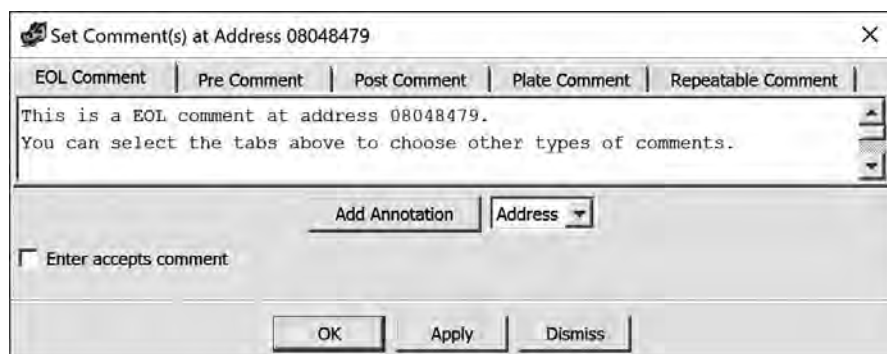 Set Comment(s) at Address 08048479
EOL Comment Pre Comment Post Comment Plate Comment Repeatable Comment
This is a EOL comment at address 08048479.
You can select the tabs above to choose other types of comments.
Add Annotation Address
Enter accepts comment
OK Apply Dismiss